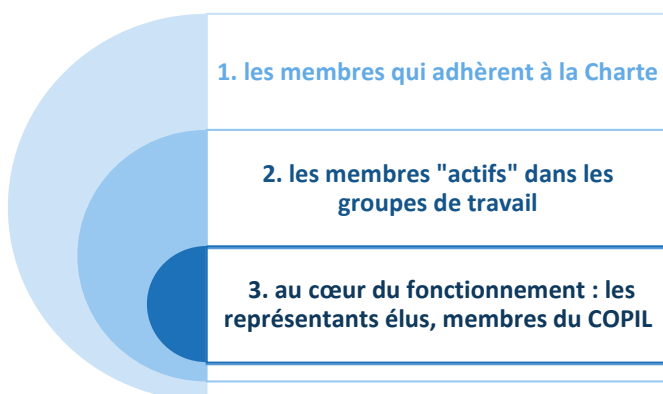 1. les membres qui adhèrent à la Charte
2. les membres "actifs" dans les
groupes de travail
3. au cœur du fonctionnement : les
représentants élus, membres du COPIL